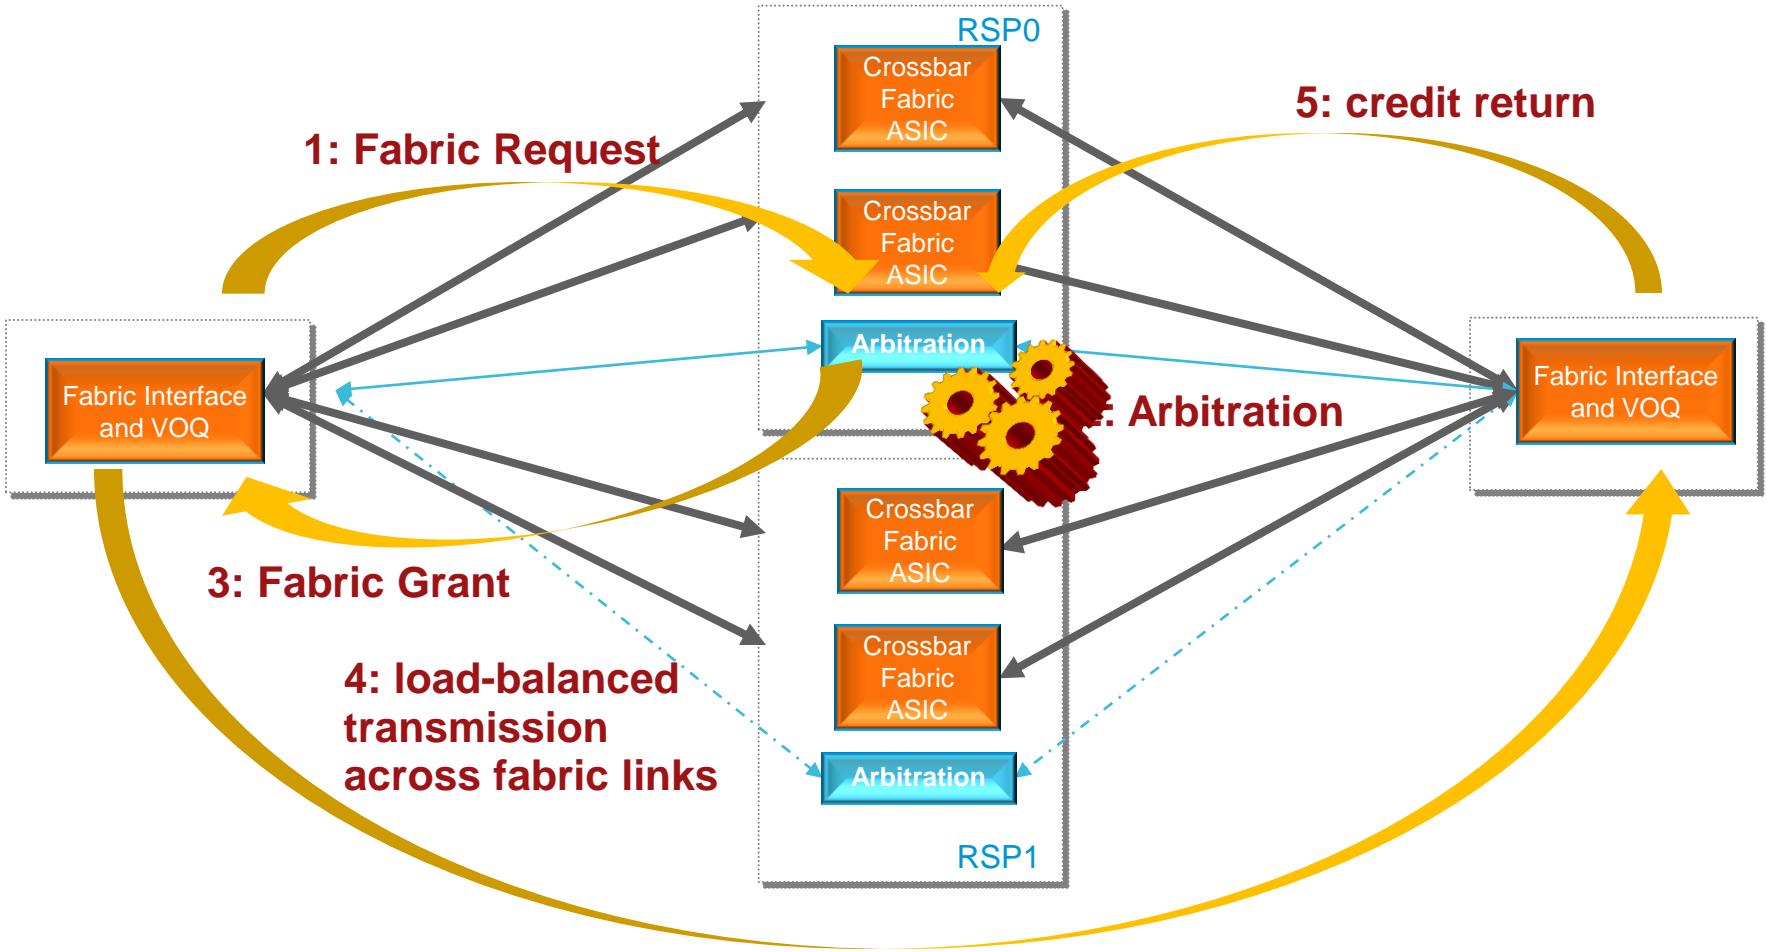 RSP0
Crossbar
Fabric
ASIC
5: credit return
1: Fabric Request
Crossbar
Fabric
ASIC
Arbitration
Fabric Interface
and VOQ
Fabric Interface
and VOQ
: Arbitration
Crossbar
Fabric
ASIC
3: Fabric Grant
Crossbar
Fabric
ASIC
4: load-balanced
transmission
across fabric links
Arbitration
RSP1